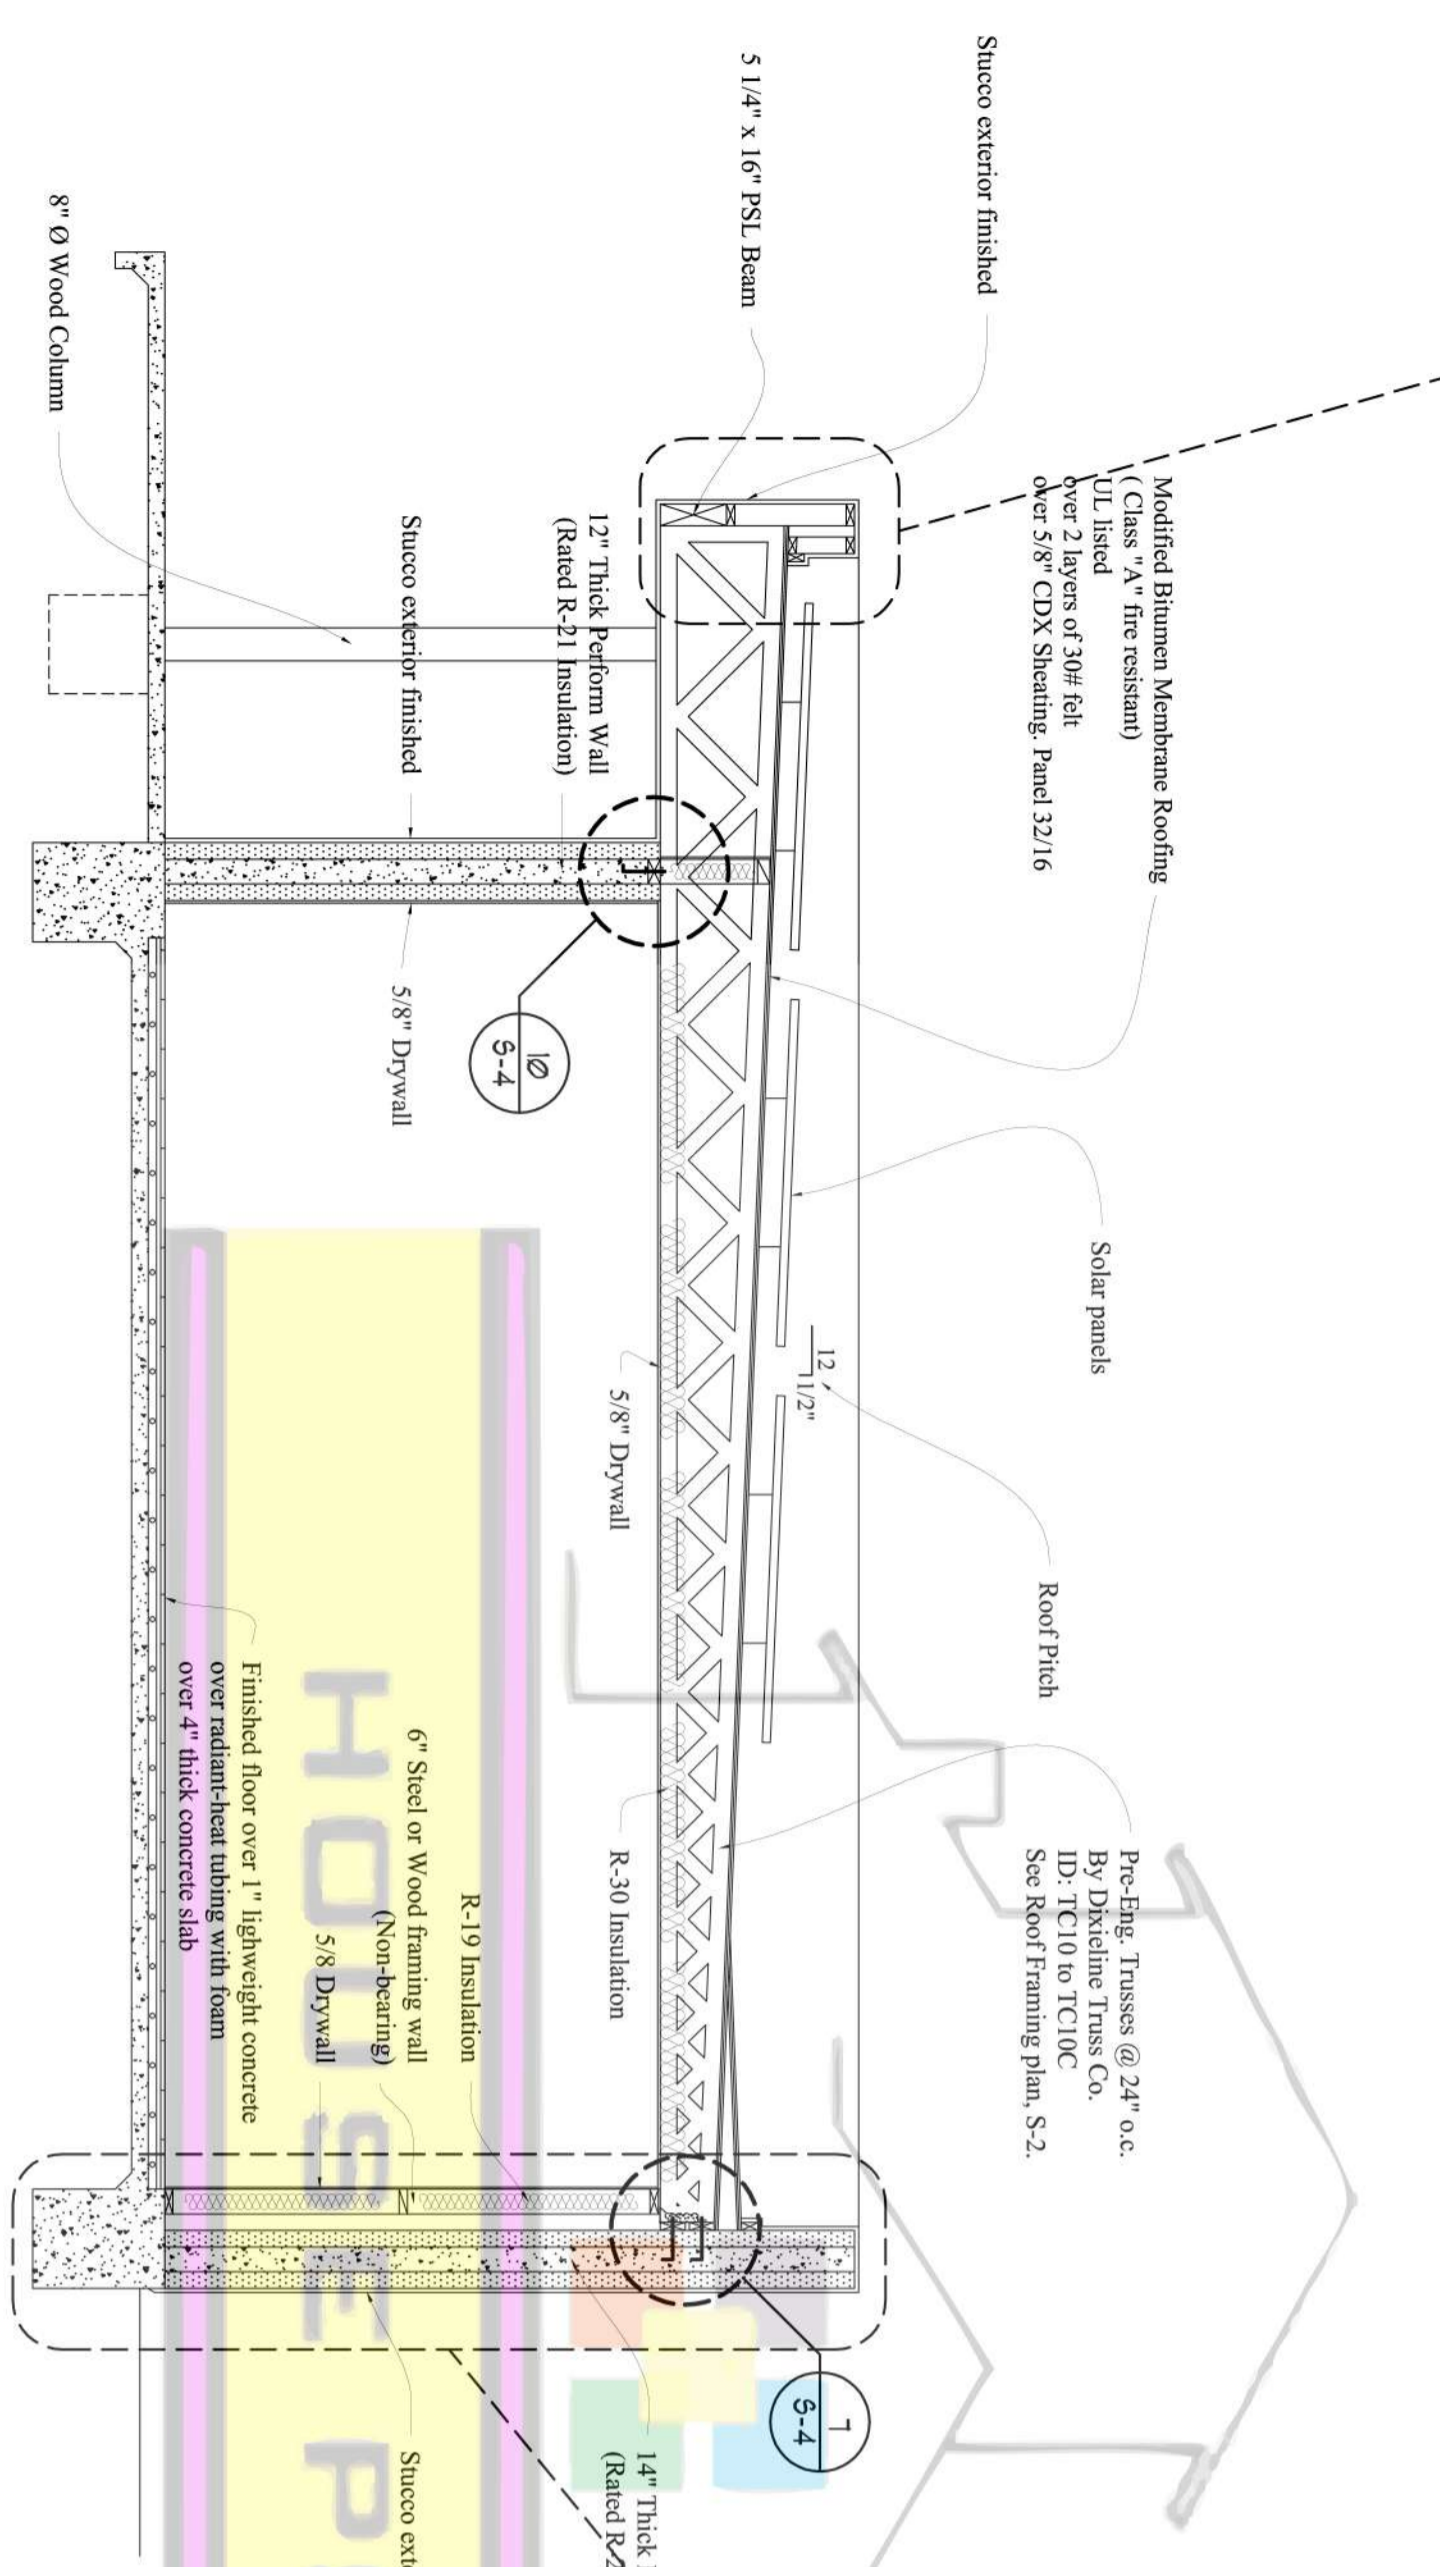 Stucco exterior finished
5 1/4" x 16" PSL Beam
8" Ø Wood Column
Modified Bitumen Membrane Roofing
( Class "A" fire resistant)
UL listed
over 2 layers of 30# felt
over 5/8" CDX Sheating. Panel 32/16
12" Thick Perform Wall
(Rated R-21 Insulation)
Stucco exterior finished
5/8" Drywall
10
S-4
Solar panels
12
1/2"
Roof Pitch
5/8" Drywall
Pre-Eng. Trusses @ 24" o.c.
By Dixieline Truss Co.
ID: TC10 to TC10C
See Roof Framing plan, S-2.
R-30 Insulation
R-19 Insulation
6" Steel or Wood framing wall
(Non-bearing)
5/8 Drywall
Finished floor over 1" lighweight concrete
over radiant-heat tubing with foam
over 4" thick concrete slab
7
S-4
14" Thick
(Rated
Stucco
HOUSE P